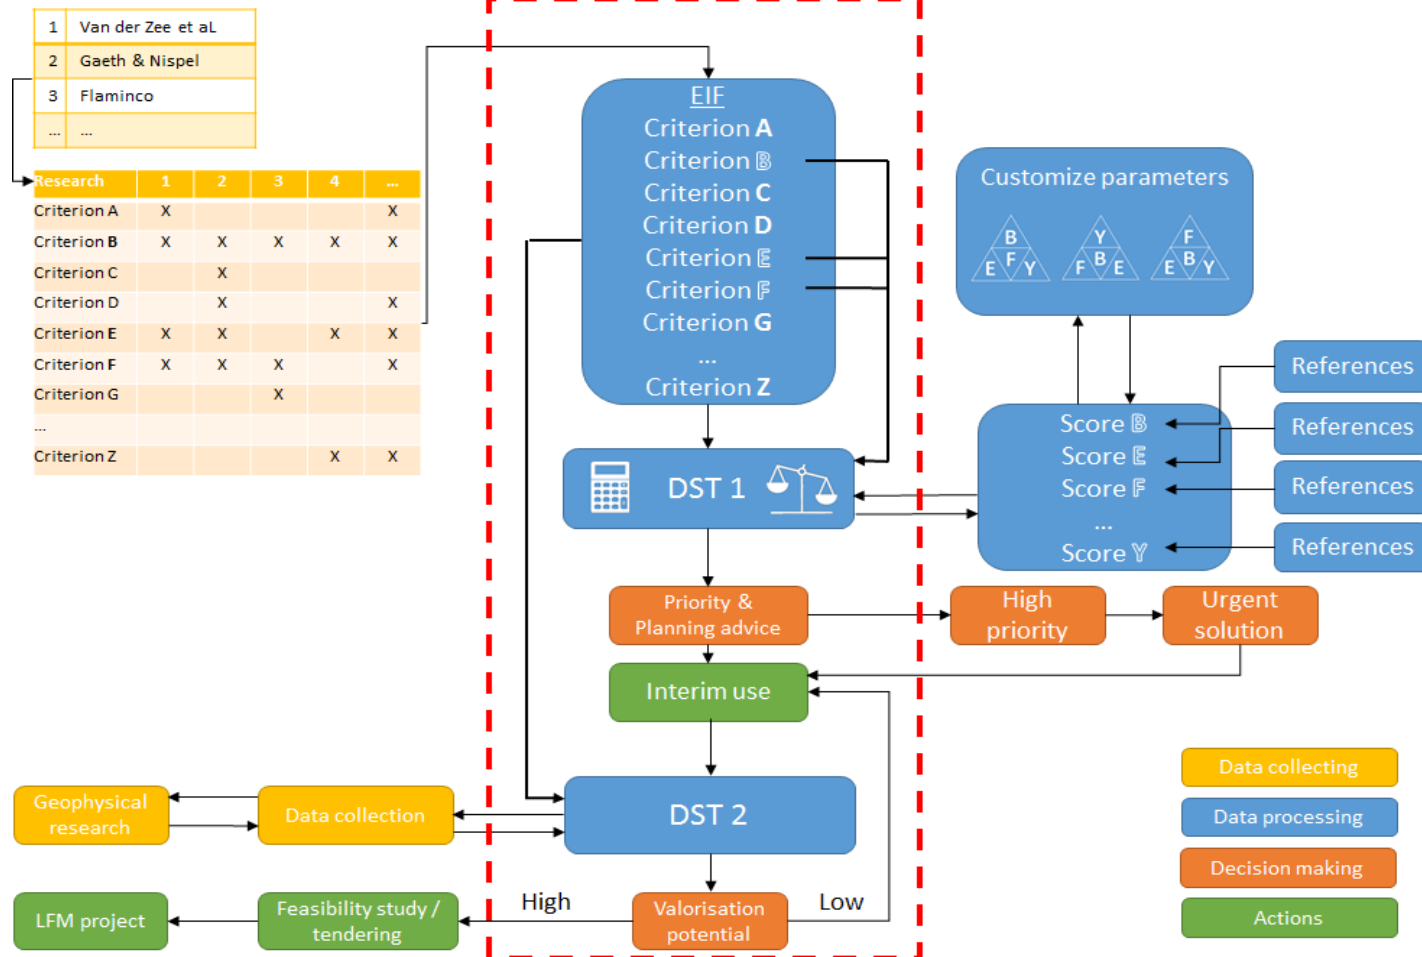 1 Van der Zee et aL
2 Gaeth & Nispel
3 Flaminco
... ...
Research 1 2 3 4 ...
Criterion A X X
Criterion B X X X X X
Criterion C X
Criterion D X X
Criterion E X X X X
Criterion F X X X X
Criterion G X
...
Criterion Z X X
EIF
Criterion A
Criterion B
Criterion C
Criterion D
Criterion E
Criterion F
Criterion G
...
Criterion Z
Customize parameters
B
E F Y
Y
F B E
F
E B Y
References
References
References
References
Score B
Score E
Score F
...
Score Y
DST 1
Priority &
Planning advice
High
priority
Urgent
solution
Interim use
DST 2
Geophysical
research
Data collection
High
Valorisation
potential
Low
Feasibility study /
tendering
LFM project
Data collecting
Data processing
Decision making
Actions